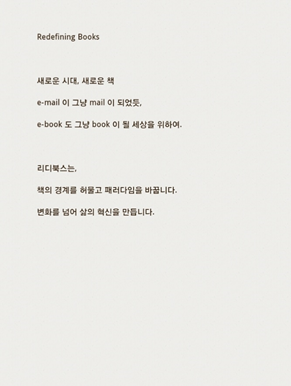 Redefining Books
새로운 시대, 새로운 책
e-mail 이 그냥 mail 이 되었듯,
e-book 도 그냥 book 이 될 세상을 위하여.
리디북스는,
책의 경계를 허물고 패러다임을 바꿉니다.
변화를 넘어 삶의 혁신을 만듭니다.